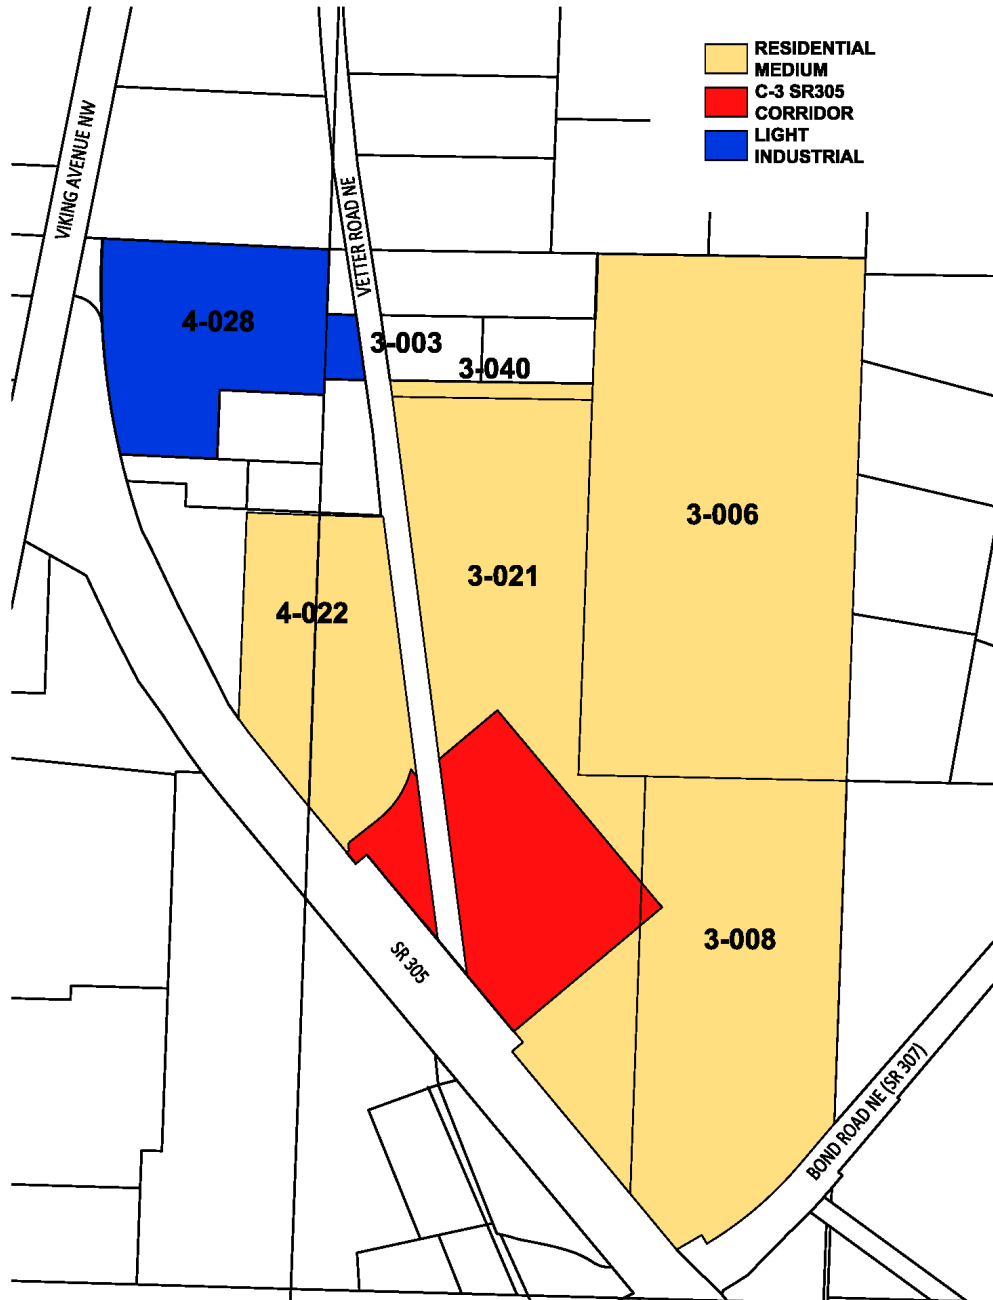 RESIDENTIAL
MEDIUM
C-3 SR305
CORRIDOR
LIGHT
INDUSTRIAL
VIKING AVENUE NW
VETTER ROAD NE
4-028
3-003
3-040
3-006
3-021
4-022
3-008
SR 305
BOND ROAD NE (SR 307)